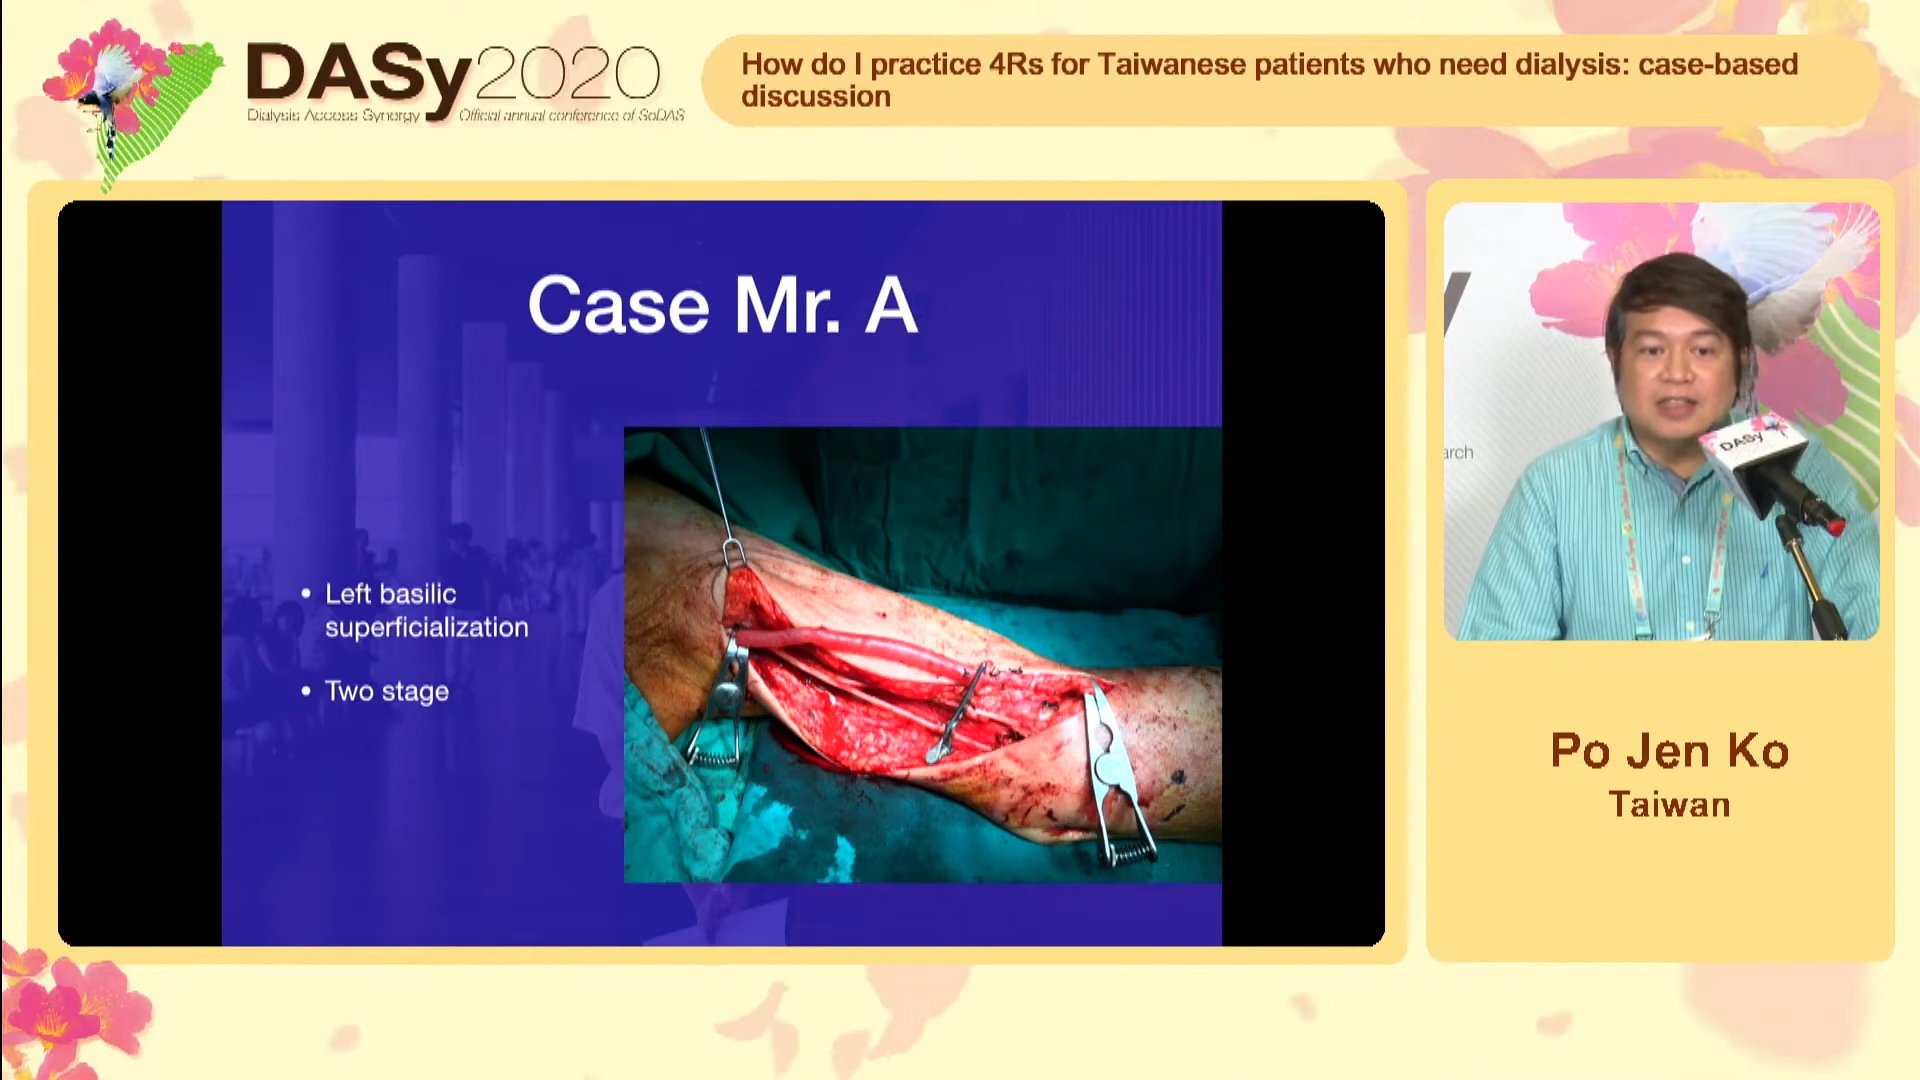 DASy2020
Dialysis Access Synergy Official annual conference of SoDAS
How do I practice 4Rs for Taiwanese patients who need dialysis: case-based
discussion
Case Mr. A
• Left basilic
superficialization
• Two stage
arch
DASy
Po Jen Ko
Taiwan